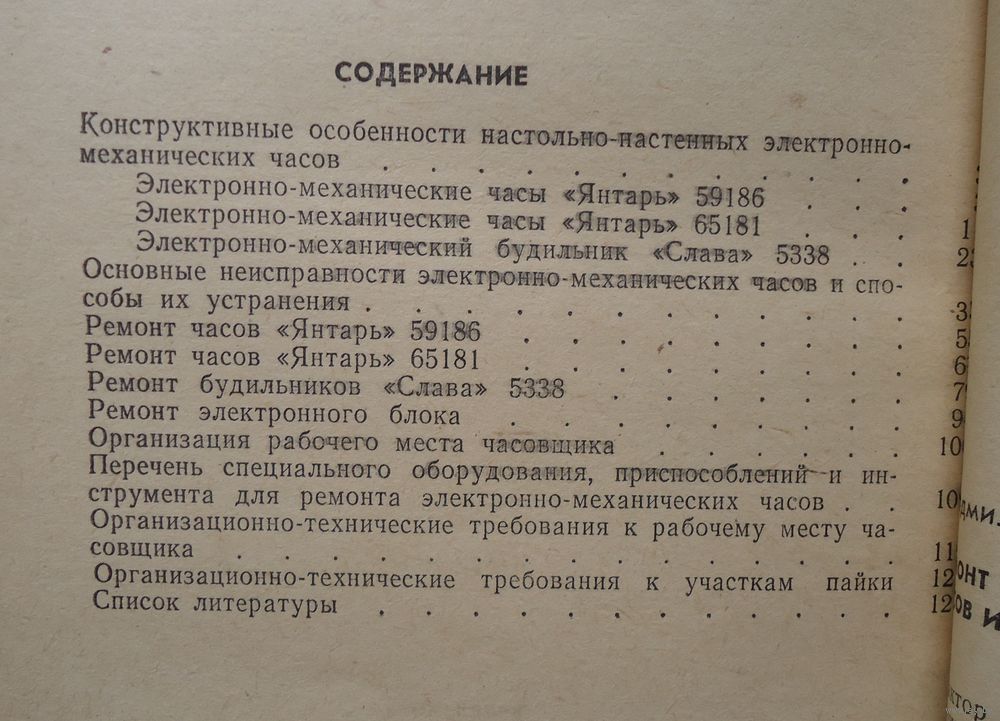 СОДЕРЖАНИЕ
Конструктивные особенности настольно-настенных электронно-
механических часов . . . . . . . . . .
Электронно-механические часы «Янтарь» 59186 . . .
Электронно-механические часы «Янтарь» 65181 . . .
Электронно-механический будильник «Слава» 5338 . .
Основные неисправности электронно-механических часов и спо-
собы их устранения . . . . . . . . . .
Ремонт часов «Янтарь» 59186 . . . . . . . .
Ремонт часов «Янтарь» 65181 . . . . . . . .
Ремонт будильников «Слава» 5338 . . . . . .
Ремонт электронного блока . . . . . . . .
Организация рабочего места часовщика . . . . .
Перечень специального оборудования, приспособлений и ин-
струмента для ремонта электронно-механических часов . .
Организационно-технические требования к рабочему месту ча-
совщика . . . . . . . . . . . . .
Организационно-технические требования к участкам пайки
Список литературы . . . . . . . . . .